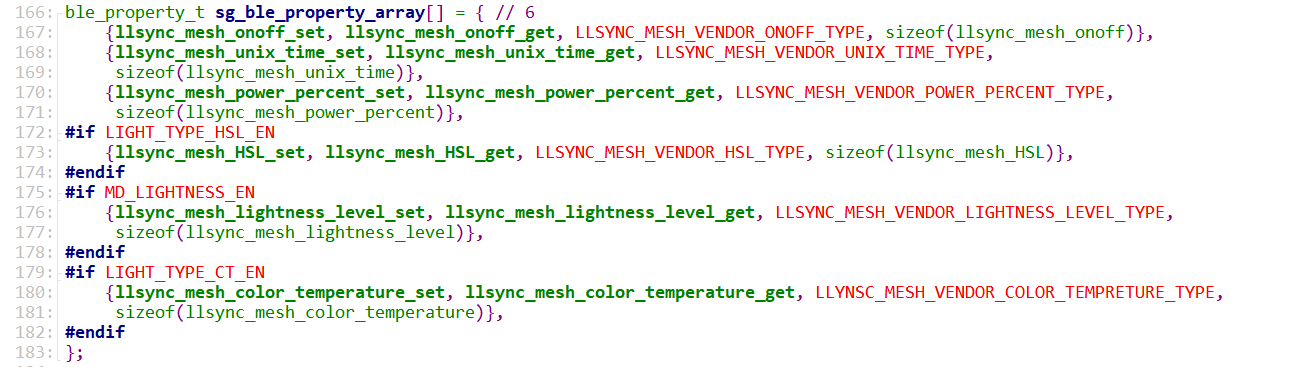 166: ble_property_t sg_ble_property_array[] = { // 6
167:     {llsync_mesh_onoff_set, llsync_mesh_onoff_get, LLSYNC_MESH_VENDOR_ONOFF_TYPE, sizeof(llsync_mesh_onoff)},
168:     {llsync_mesh_unix_time_set, llsync_mesh_unix_time_get, LLSYNC_MESH_VENDOR_UNIX_TIME_TYPE,
169:      sizeof(llsync_mesh_unix_time)},
170:     {llsync_mesh_power_percent_set, llsync_mesh_power_percent_get, LLSYNC_MESH_VENDOR_POWER_PERCENT_TYPE,
171:      sizeof(llsync_mesh_power_percent)},
172: #if LIGHT_TYPE_HSL_EN
173:     {llsync_mesh_HSL_set, llsync_mesh_HSL_get, LLSYNC_MESH_VENDOR_HSL_TYPE, sizeof(llsync_mesh_HSL)},
174: #endif
175: #if MD_LIGHTNESS_EN
176:     {llsync_mesh_lightness_level_set, llsync_mesh_lightness_level_get, LLSYNC_MESH_VENDOR_LIGHTNESS_LEVEL_TYPE,
177:      sizeof(llsync_mesh_lightness_level)},
178: #endif
179: #if LIGHT_TYPE_CT_EN
180:     {llsync_mesh_color_temperature_set, llsync_mesh_color_temperature_get, LLYNSC_MESH_VENDOR_COLOR_TEMPRETURE_TYPE,
181:      sizeof(llsync_mesh_color_temperature)},
182: #endif
183: };